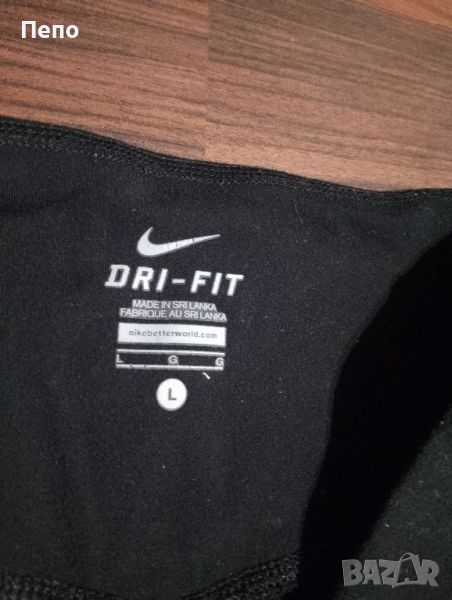 Пепо
DRI-FIT
MADE IN SRI LANKA
FABRIQUE AU SRI LANKA
nikebetterworld.com
L G G
L
BAZAR